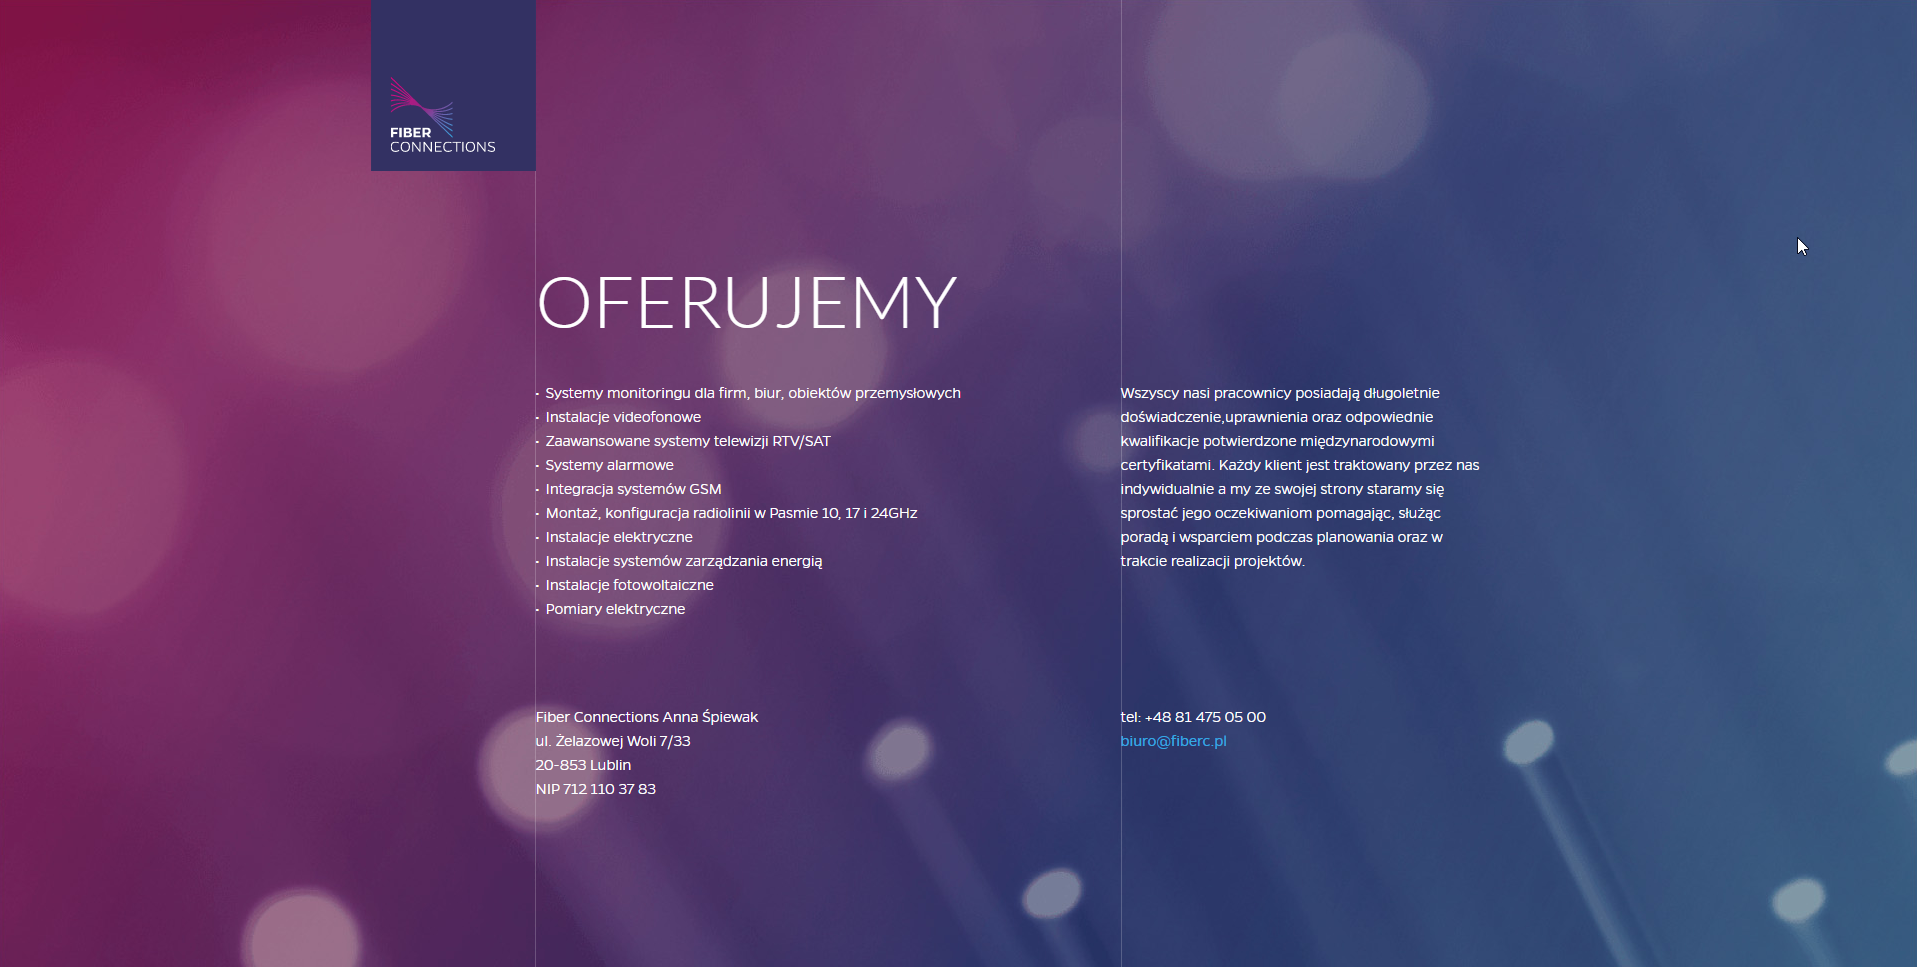 FIBER
CONNECTIONS
OFERUJEMY
- Systemy monitoringu dla firm, biur, obiektów przemysłowych
- Instalacje videofonowe
- Zaawansowane systemy telewizji RTV/SAT
- Systemy alarmowe
- Integracja systemów GSM
- Montaż, konfiguracja radiolinii w Pasmie 10, 17 i 24GHz
- Instalacje elektryczne
- Instalacje systemów zarządzania energią
- Instalacje fotowoltaiczne
- Pomiary elektryczne
Wszyscy nasi pracownicy posiadają długoletnie
doświadczenie,uprawnienia oraz odpowiednie
kwalifikacje potwierdzone międzynarodowymi
certyfikatami. Każdy klient jest traktowany przez nas
indywidualnie a my ze swojej strony staramy się
sprostać jego oczekiwaniom pomagając, służąc
poradą i wsparciem podczas planowania oraz w
trakcie realizacji projektów.
Fiber Connections Anna Śpiewak
ul. Żelazowej Woli 7/33
20-853 Lublin
NIP 712 110 37 83
tel: +48 81 475 05 00
biuro@fiberc.pl